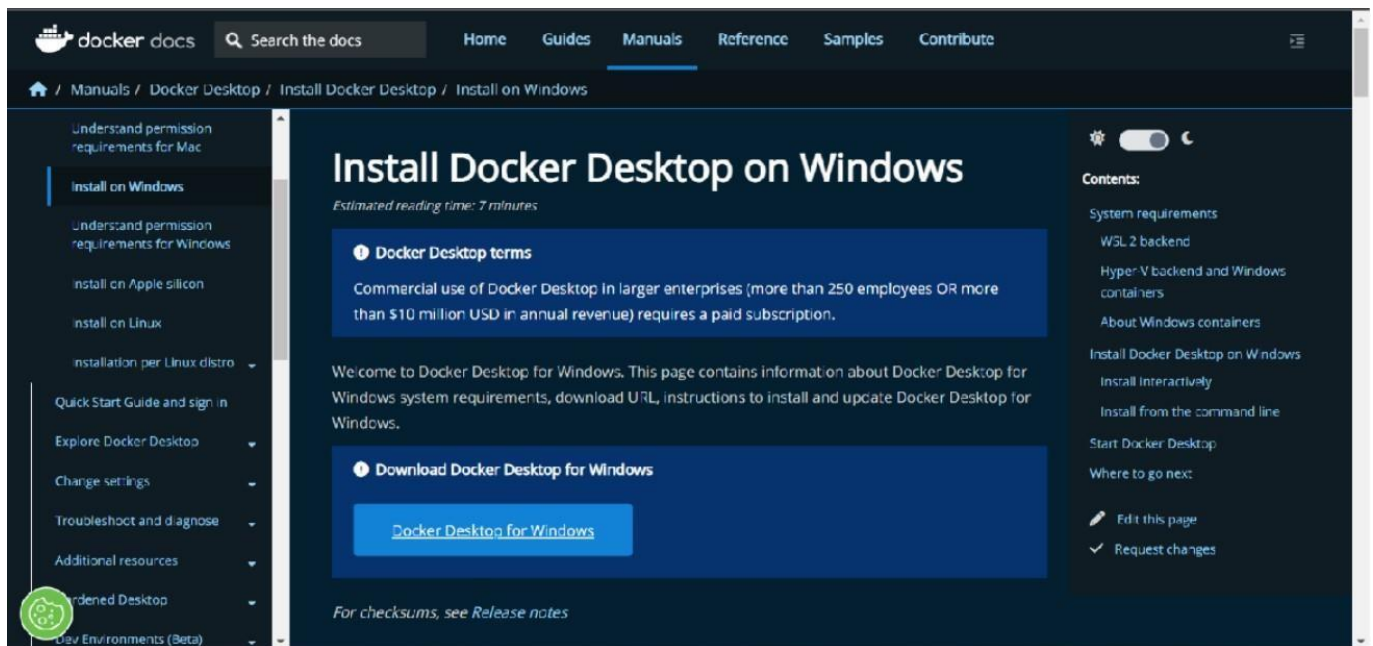 docker docs Search the docs Home Guides Manuals Reference Samples Contribute
/ Manuals / Docker Desktop / Install Docker Desktop / Install on Windows
Understand permission
requirements for Mac
Install on Windows
Understand permission
requirements for Windows
Install on Apple silicon
Install on Linux
Installation per Linux distro
Quick Start Guide and sign in
Explore Docker Desktop
Change settings
Troubleshoot and diagnose
Additional resources
Desktop
Dev Environments (Beta)
Install Docker Desktop on Windows
Estimated reading time: 7 minutes
Docker Desktop terms
Commercial use of Docker Desktop in larger enterprises (more than 250 employees OR more
than $10 million USD in annual revenue) requires a paid subscription.
Welcome to Docker Desktop for Windows. This page contains information about Docker Desktop for
Windows system requirements, download URL, instructions to install and update Docker Desktop for
Windows.
Download Docker Desktop for Windows
Docker Desktop for Windows
For checksums, see Release notes
Contents:
System requirements
WSL 2 backend
Hyper-V backend and Windows
containers
About Windows containers
Install Docker Desktop on Windows
Install Interactively
Install from the command line
Start Docker Desktop
Where to go next
Edit this page
Request changes